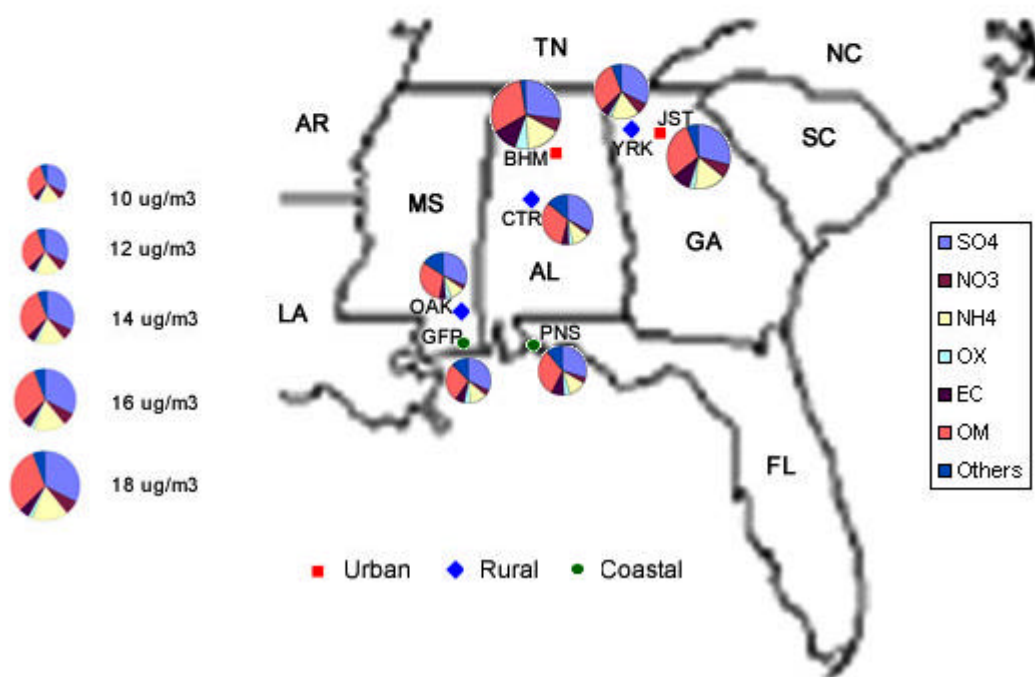 TN
NC
AR
JST
SC
BHM
YRK
10 ug/m3
MS
CTR
GA
12 ug/m3
SO4
AL
NO3
OAK
NH4
14 ug/m3
LA
GFP
PNS
OX
EC
16 ug/m3
OM
FL
Others
18 ug/m3
Urban Rural Coastal